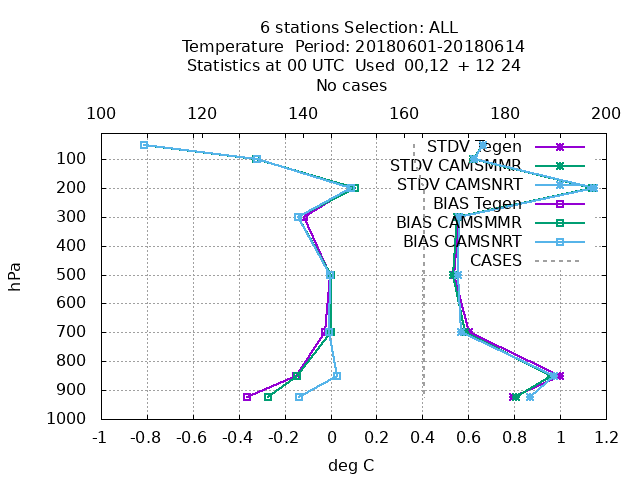 6 stations Selection: ALL
Temperature  Period: 20180601-20180614
Statistics at 00 UTC  Used  00,12  + 12 24
No cases
100 120 140 160 180 200
STDV Tegen
STDV CAMSMMR
STDV CAMSNRT
BIAS Tegen
BIAS CAMSMMR
BIAS CAMSNRT
CASES
hPa
100
200
300
400
500
600
700
800
900
1000
-1 -0.8 -0.6 -0.4 -0.2 0 0.2 0.4 0.6 0.8 1 1.2
deg C